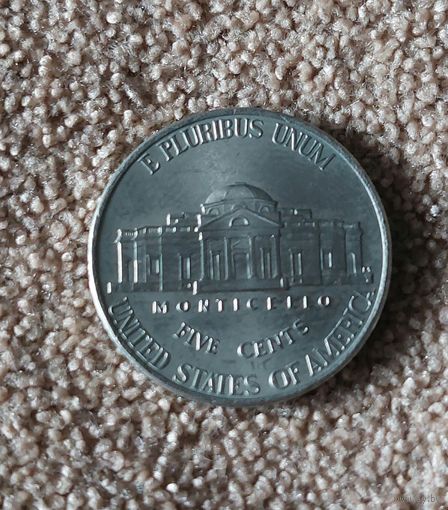 E PLURIBUS UNUM
MONTICELLO
FIVE CENTS
UNITED STATES OF AMERICA